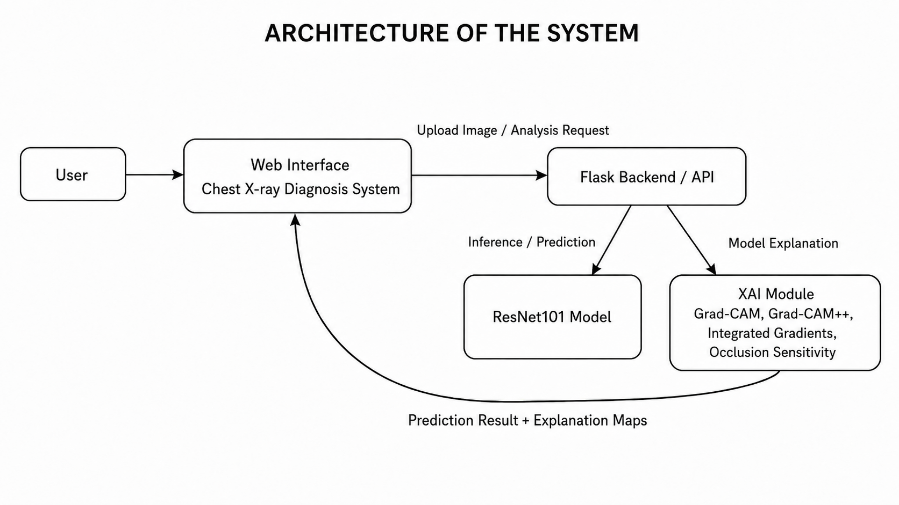 ARCHITECTURE OF THE SYSTEM
Upload Image / Analysis Request
User
Web Interface
Chest X-ray Diagnosis System
Flask Backend / API
Inference / Prediction
Model Explanation
ResNet101 Model
XAI Module
Grad-CAM, Grad-CAM++,
Integrated Gradients,
Occlusion Sensitivity
Prediction Result + Explanation Maps